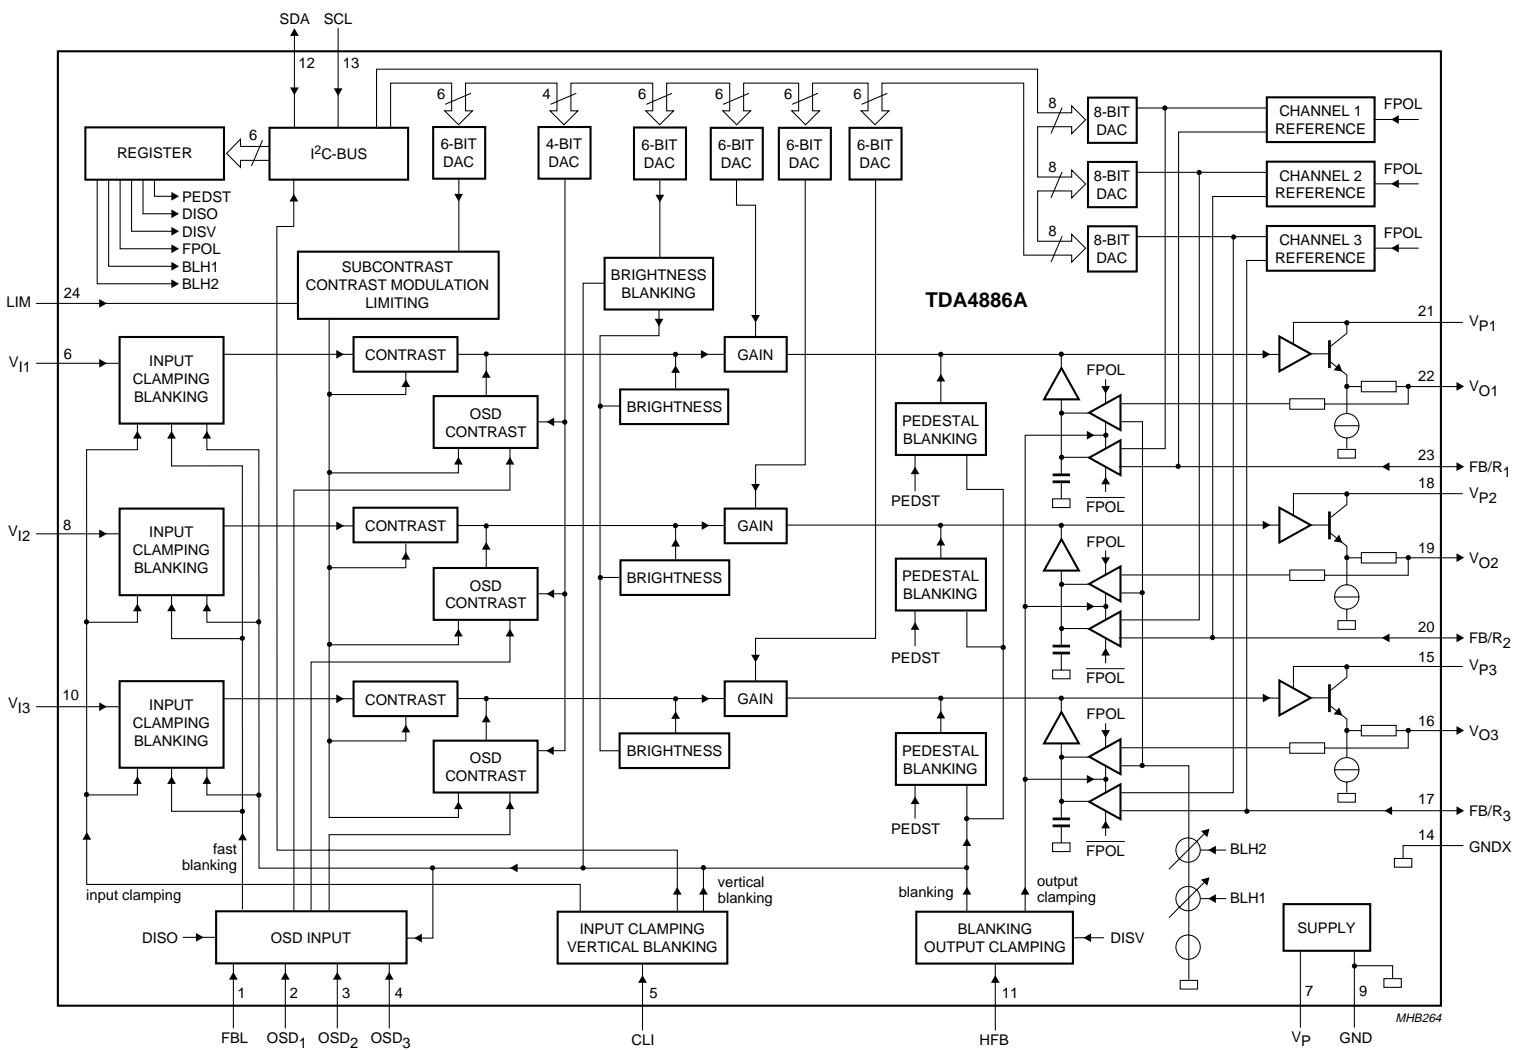 SDA SCL
12 13
6 4 6 6 6 6 8
REGISTER
6
I²C-BUS
6-BIT DAC
4-BIT DAC
6-BIT DAC
6-BIT DAC
6-BIT DAC
6-BIT DAC
8-BIT DAC
CHANNEL 1 REFERENCE
FPOL
8
8-BIT DAC
CHANNEL 2 REFERENCE
FPOL
8
8-BIT DAC
CHANNEL 3 REFERENCE
FPOL
PEDST
DISO
DISV
FPOL
BLH1
BLH2
LIM 24
SUBCONTRAST
CONTRAST MODULATION
LIMITING
BRIGHTNESS
BLANKING
TDA4886A
VI1 6
INPUT
CLAMPING
BLANKING
CONTRAST
OSD
CONTRAST
BRIGHTNESS
GAIN
PEDESTAL
BLANKING
PEDST
FPOL
F̅P̅O̅L̅
21 VP1
22 VO1
23 FB/R1
VI2 8
INPUT
CLAMPING
BLANKING
CONTRAST
OSD
CONTRAST
BRIGHTNESS
GAIN
PEDESTAL
BLANKING
PEDST
FPOL
F̅P̅O̅L̅
18 VP2
19 VO2
20 FB/R2
VI3 10
INPUT
CLAMPING
BLANKING
CONTRAST
OSD
CONTRAST
BRIGHTNESS
GAIN
PEDESTAL
BLANKING
PEDST
FPOL
F̅P̅O̅L̅
15 VP3
16 VO3
17 FB/R3
14 GNDX
BLH2
BLH1
fast
blanking
input clamping
vertical
blanking
blanking
output
clamping
DISO
OSD INPUT
INPUT CLAMPING
VERTICAL BLANKING
BLANKING
OUTPUT CLAMPING
DISV
SUPPLY
1 2 3 4 5 11 7 9
FBL OSD1 OSD2 OSD3 CLI HFB VP GND
MHB264